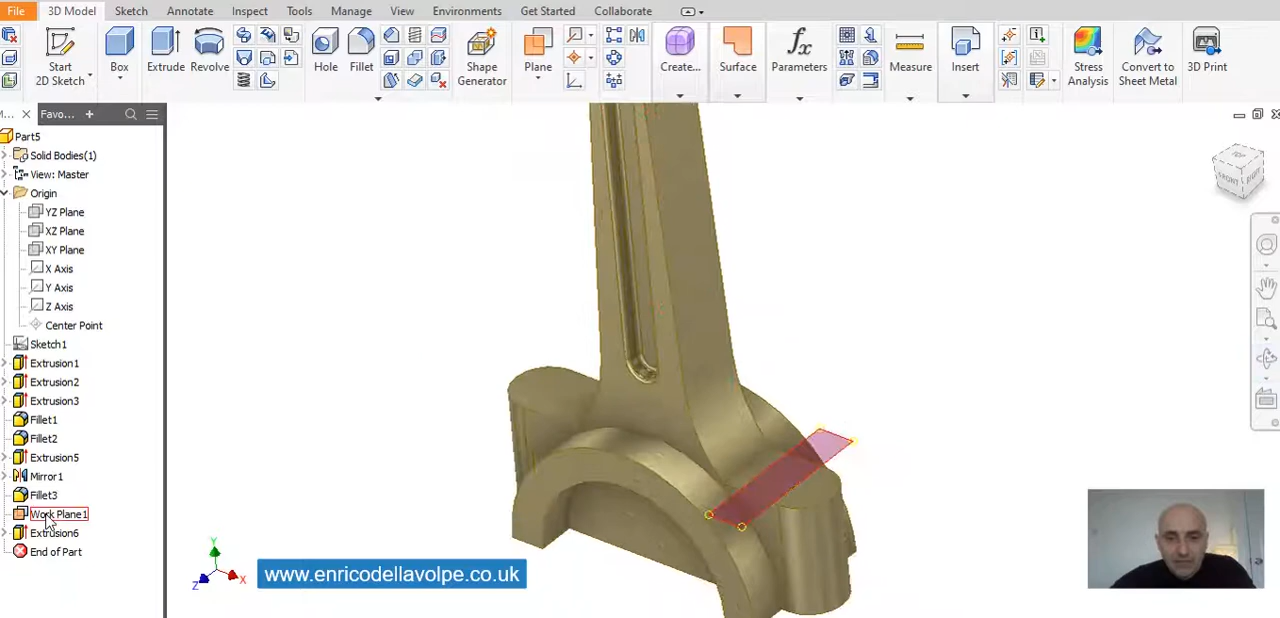 File 3D Model Sketch Annotate Inspect Tools Manage View Environments Get Started Collaborate
Start
2D Sketch
Box
Extrude
Revolve
Hole
Fillet
Shape
Generator
Plane
Create...
Surface
fx
Parameters
Measure
Insert
Stress
Analysis
Convert to
Sheet Metal
3D Print
M... × Favo... +
Part5
Solid Bodies(1)
View: Master
Origin
YZ Plane
XZ Plane
XY Plane
X Axis
Y Axis
Z Axis
Center Point
Sketch1
Extrusion1
Extrusion2
Extrusion3
Fillet1
Fillet2
Extrusion5
Mirror1
Fillet3
Work Plane1
Extrusion6
End of Part
FRONT
RIGHT
Y
Z
X
www.enricodellavolpe.co.uk